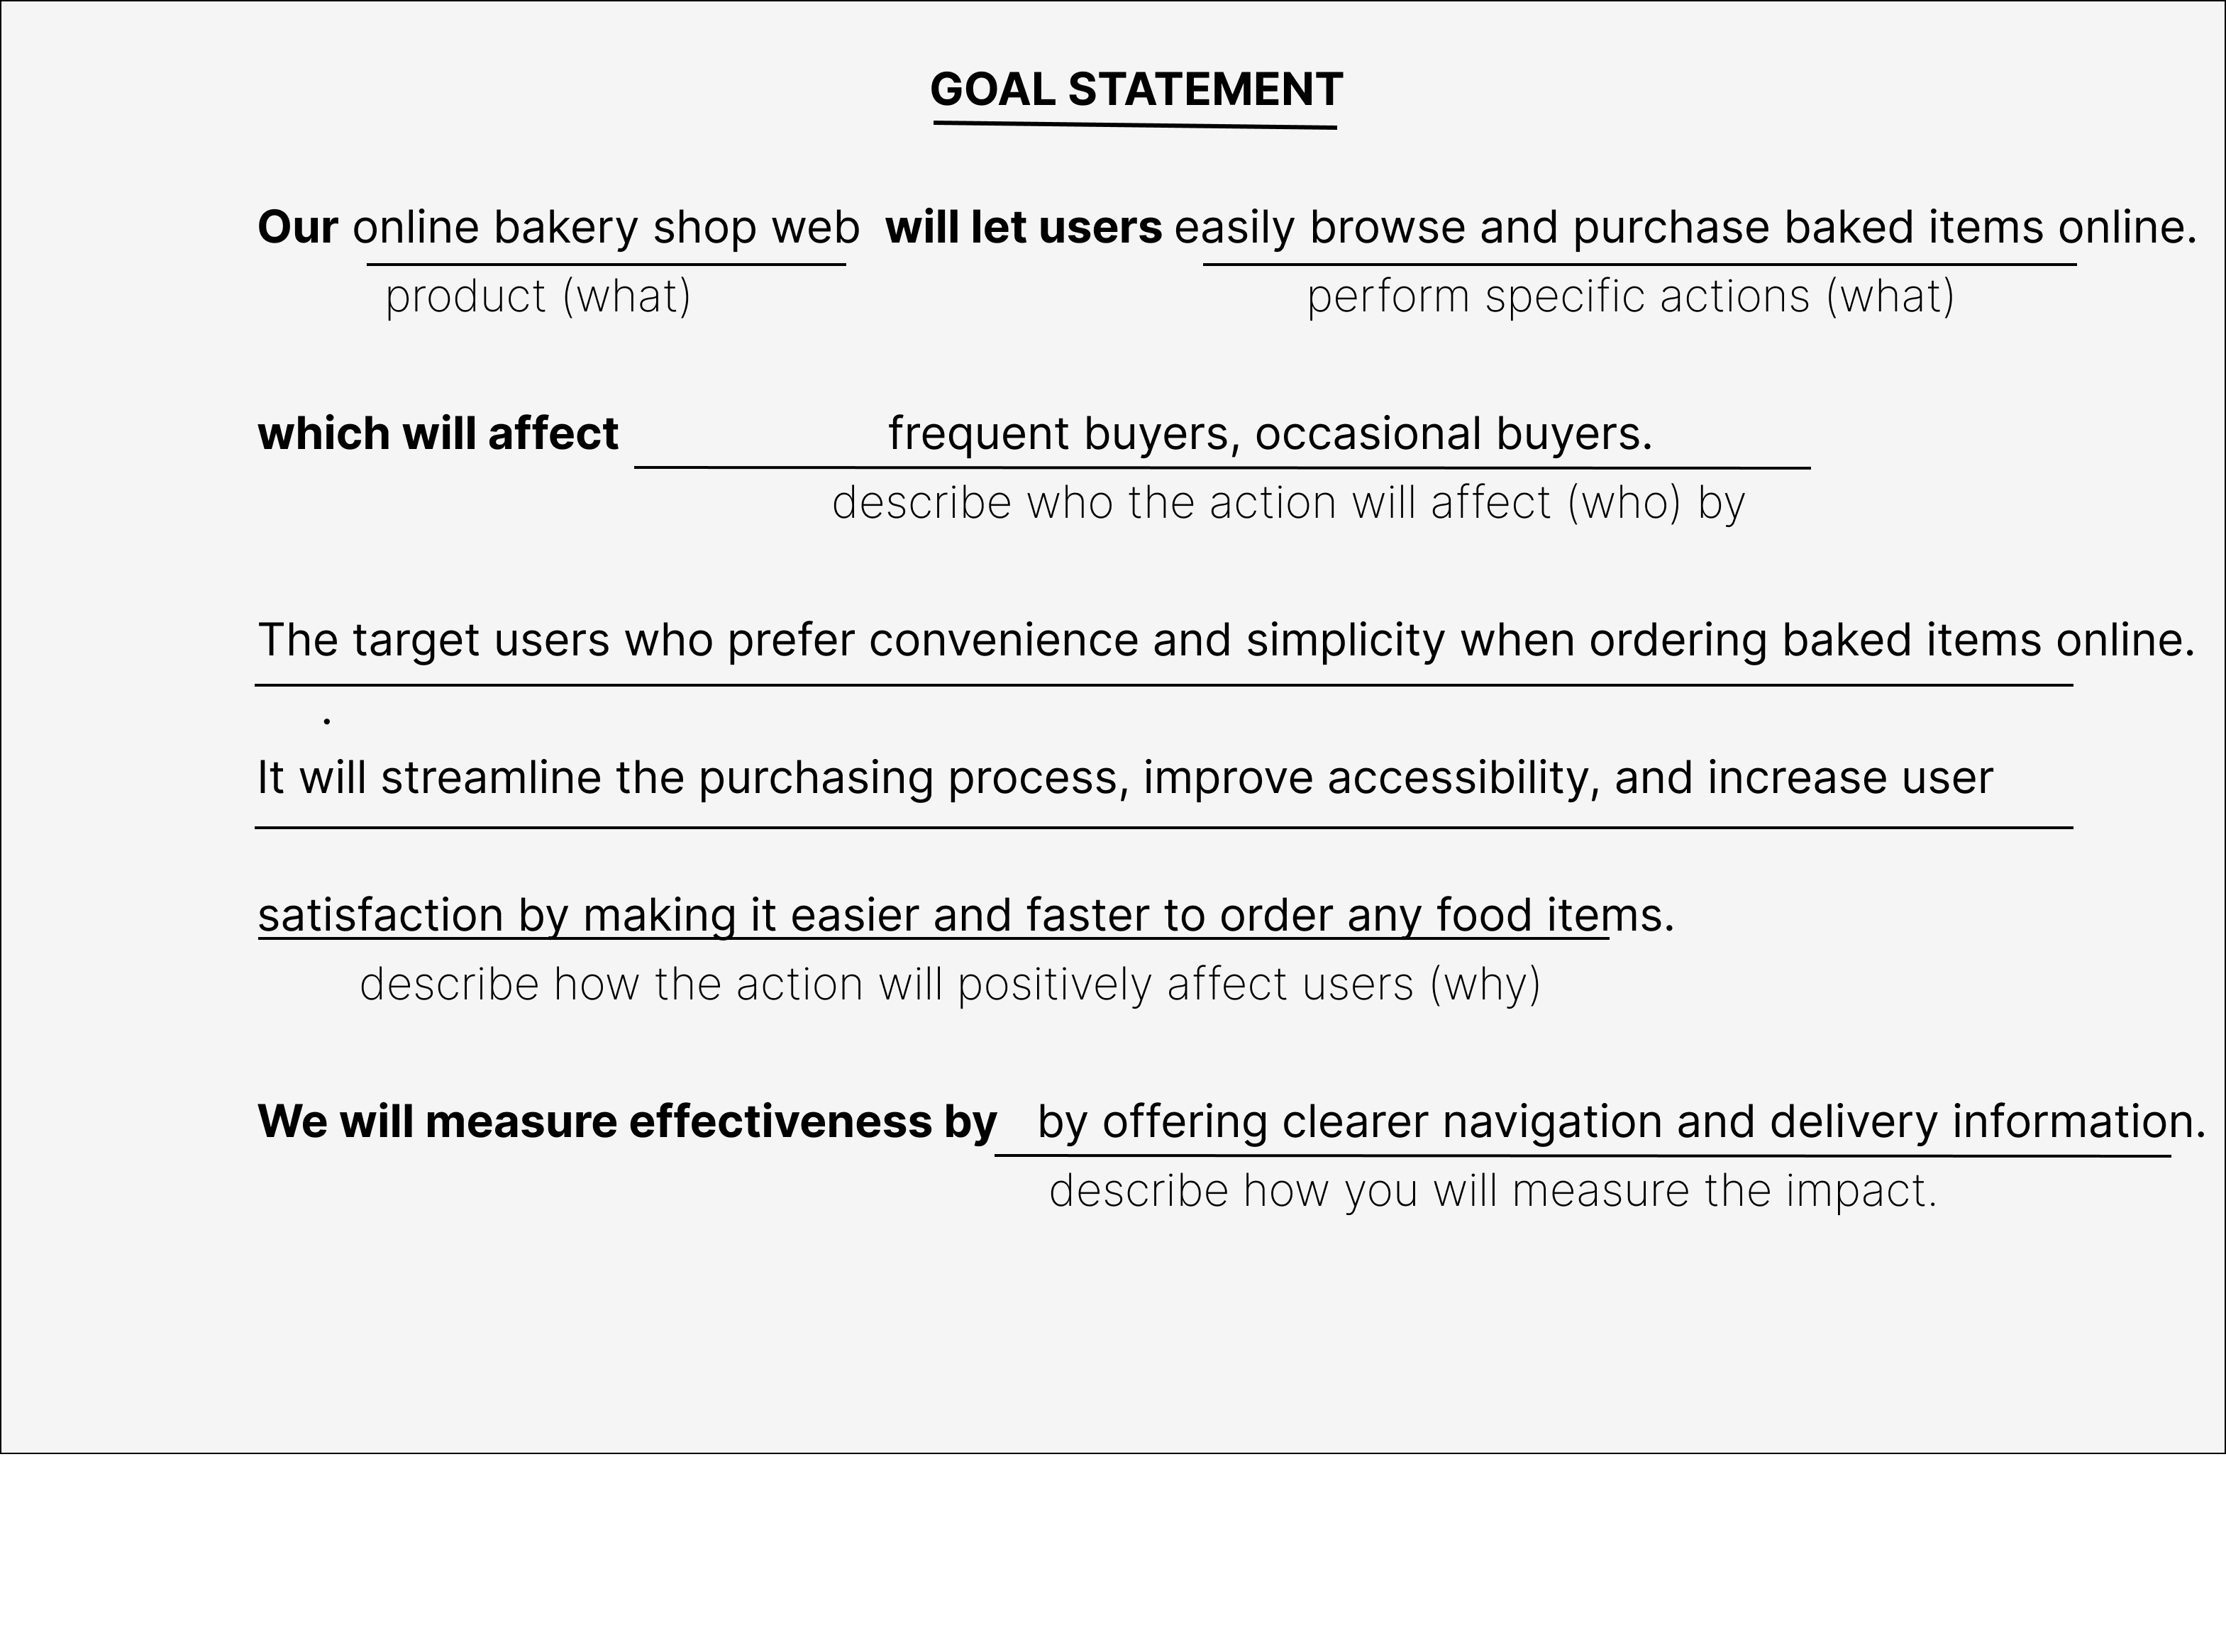 GOAL STATEMENT
Our online bakery shop web will let users easily browse and purchase baked items online.
product (what) perform specific actions (what)
which will affect frequent buyers, occasional buyers.
describe who the action will affect (who) by
The target users who prefer convenience and simplicity when ordering baked items online.
.
It will streamline the purchasing process, improve accessibility, and increase user
satisfaction by making it easier and faster to order any food items.
describe how the action will positively affect users (why)
We will measure effectiveness by by offering clearer navigation and delivery information.
describe how you will measure the impact.